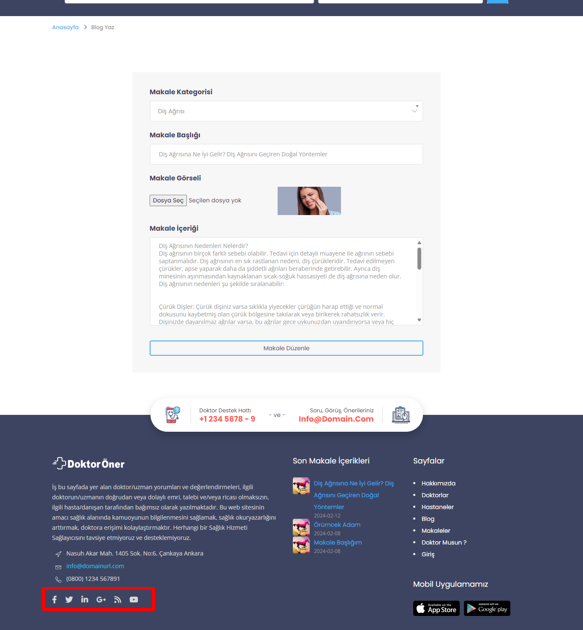 Anasayfa > Blog Yaz
Makale Kategorisi
Diş Ağrısı
Makale Başlığı
Diş Ağrısına Ne İyi Gelir? Diş Ağrısını Geçiren Doğal Yöntemler
Makale Görseli
Dosya Seç Seçilen dosya yok
Makale İçeriği
Diş Ağrısının Nedenleri Nelerdir?
Diş ağrısının birçok farklı sebebi olabilir. Tedavi için detaylı muayene ile ağrının sebebi
saptanmalıdır. Diş ağrısının en sık rastlanan nedeni, diş çürükleridir. Tedavi edilmeyen
çürükler, apse yaparak daha da şiddetli ağrıları beraberinde getirebilir. Ayrıca diş
minesinin aşınmasından kaynaklanan sıcak-soğuk hassasiyeti de diş ağrısına neden olur.
Diş ağrısının nedenleri şu şekilde sıralanabilir:
Çürük Dişler: Çürük dişiniz varsa sıklıkla yiyecekler çürüğün harap ettiği ve normal
dokusunu kaybetmiş olan çürük bölgesine takılarak veya birikerek rahatsızlık verir.
Dişinizde dayanılmaz ağrılar varsa, bu ağrılar gece uykunuzdan uyandırıyorsa veya hiç
Makale Düzenle
Doktor Destek Hattı
+1 234 5678 - 9
- ve -
Soru, Görüş, Önerileriniz
Info@Domain.Com
DoktorÖner
İş bu sayfada yer alan doktor/uzman yorumları ve değerlendirmeleri, ilgili
doktorun/uzmanın doğrudan veya dolaylı emri, talebi ve/veya ricası olmaksızın,
ilgili hasta/danışan tarafından bağımsız olarak yazılmaktadır. Bu web sitesinin
amacı sağlık alanında kamuoyunun bilgilenmesini sağlamak, sağlık okuryazarlığını
arttırmak, doktora erişimi kolaylaştırmaktır. Herhangi bir Sağlık Hizmeti
Sağlayıcısını tavsiye etmiyoruz ve desteklemiyoruz.
Nasuh Akar Mah. 1405 Sok. No:6, Çankaya Ankara
info@domainurl.com
(0800) 1234 567891
Son Makale İçerikleri
Diş Ağrısına Ne İyi Gelir? Diş
Ağrısını Geçiren Doğal
Yöntemler
2024-02-12
Örümcek Adam
2024-02-08
Makale Başlığım
2024-02-08
Sayfalar
Hakkımızda
Doktorlar
Hastaneler
Blog
Makaleler
Doktor Musun ?
Giriş
Mobil Uygulamamız
App Store
Google play